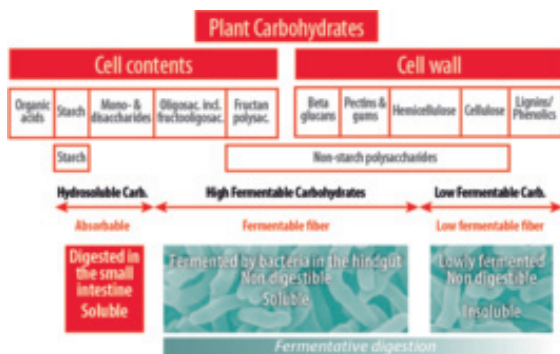 Plant Carbohydrates
Cell contents
Cell wall
Organic
acids
Starch
Mono- &
disaccharides
Oligosac. incl.
fructooligosac.
Fructan
polysac.
Beta
glucans
Pectins &
gums
Hemicellulose
Cellulose
Lignins/
Phenolics
Starch
Non-starch polysaccharides
Hydrosoluble Carb.
High Fermentable Carbohydrates
Low Fermentable Carb.
Absorbable
Fermentable fiber
Low fermentable fiber
Digested in
the small
intestine
Soluble
Fermented by bacteria in the hindgut
Non digestible
Soluble
Lowly fermented
Non digestible
Insoluble
Fermentative digestion